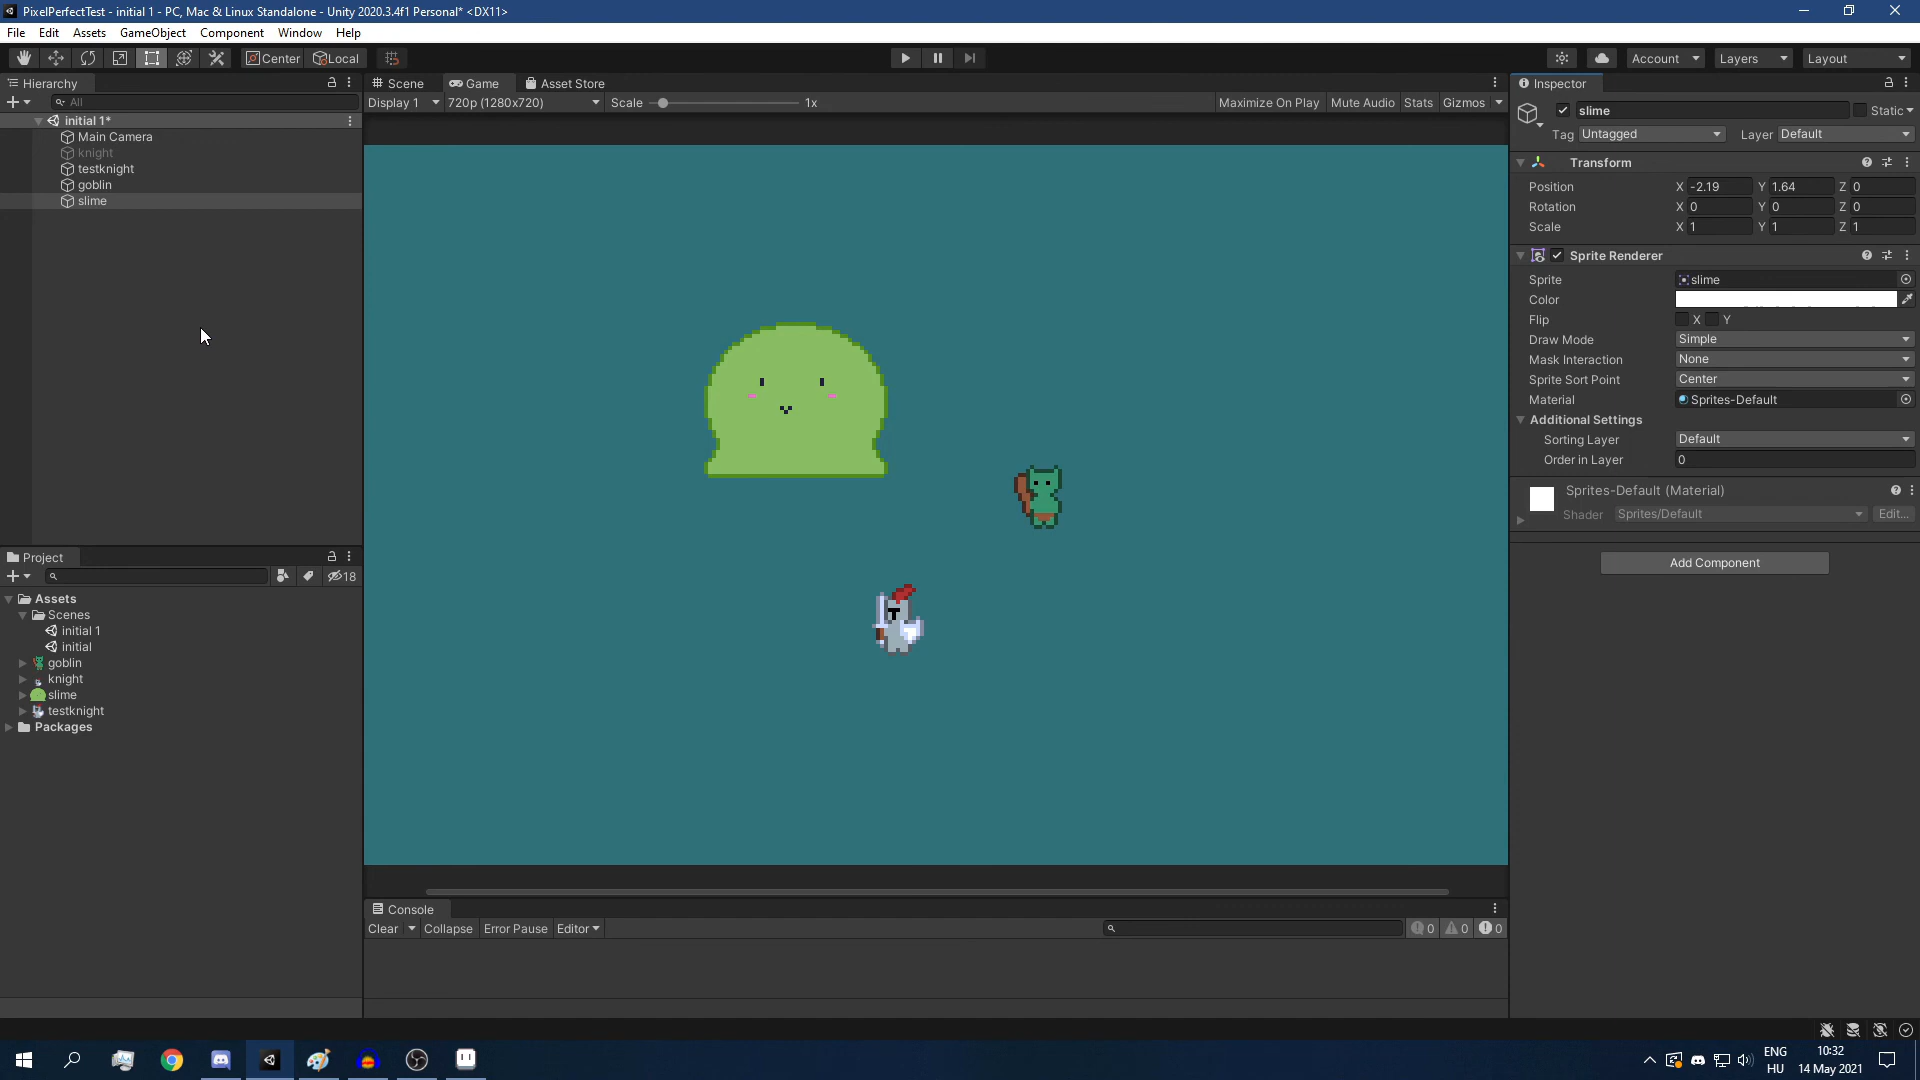 PixelPerfectTest - initial 1 - PC, Mac & Linux Standalone - Unity 2020.3.4f1 Personal* <DX11>
File Edit Assets GameObject Component Window Help
Center Local Account Layers Layout
Hierarchy
All
initial 1*
Main Camera
knight
testknight
goblin
slime
Scene Game Asset Store
Display 1 720p (1280x720) Scale 1x Maximize On Play Mute Audio Stats Gizmos
Inspector
slime Static
Tag Untagged Layer Default
Transform
Position X -2.19 Y 1.64 Z 0
Rotation X 0 Y 0 Z 0
Scale X 1 Y 1 Z 1
Sprite Renderer
Sprite slime
Color
Flip X Y
Draw Mode Simple
Mask Interaction None
Sprite Sort Point Center
Material Sprites-Default
Additional Settings
Sorting Layer Default
Order in Layer 0
Sprites-Default (Material)
Shader Sprites/Default Edit...
Add Component
Project
18
Assets
Scenes
initial 1
initial
goblin
knight
slime
testknight
Packages
Console
Clear Collapse Error Pause Editor 0 0 0
ENG
HU
10:32
14 May 2021